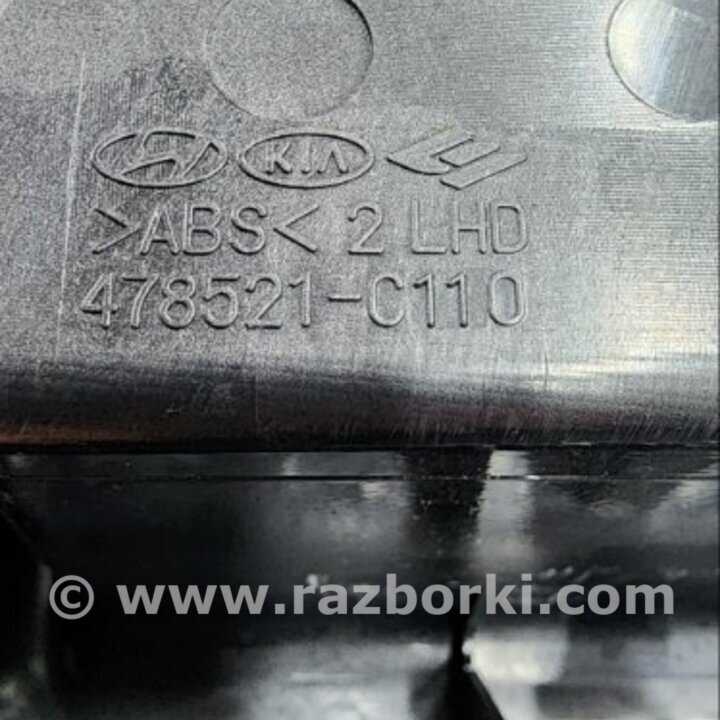 KIA
>ABS< 2 LHD
478521-C110
© www.razborki.com